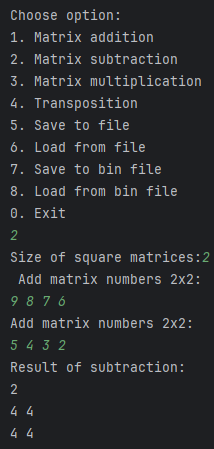 Choose option:
1. Matrix addition
2. Matrix subtraction
3. Matrix multiplication
4. Transposition
5. Save to file
6. Load from file
7. Save to bin file
8. Load from bin file
0. Exit
2
Size of square matrices:2
Add matrix numbers 2x2:
9 8 7 6
Add matrix numbers 2x2:
5 4 3 2
Result of subtraction:
2
4 4
4 4